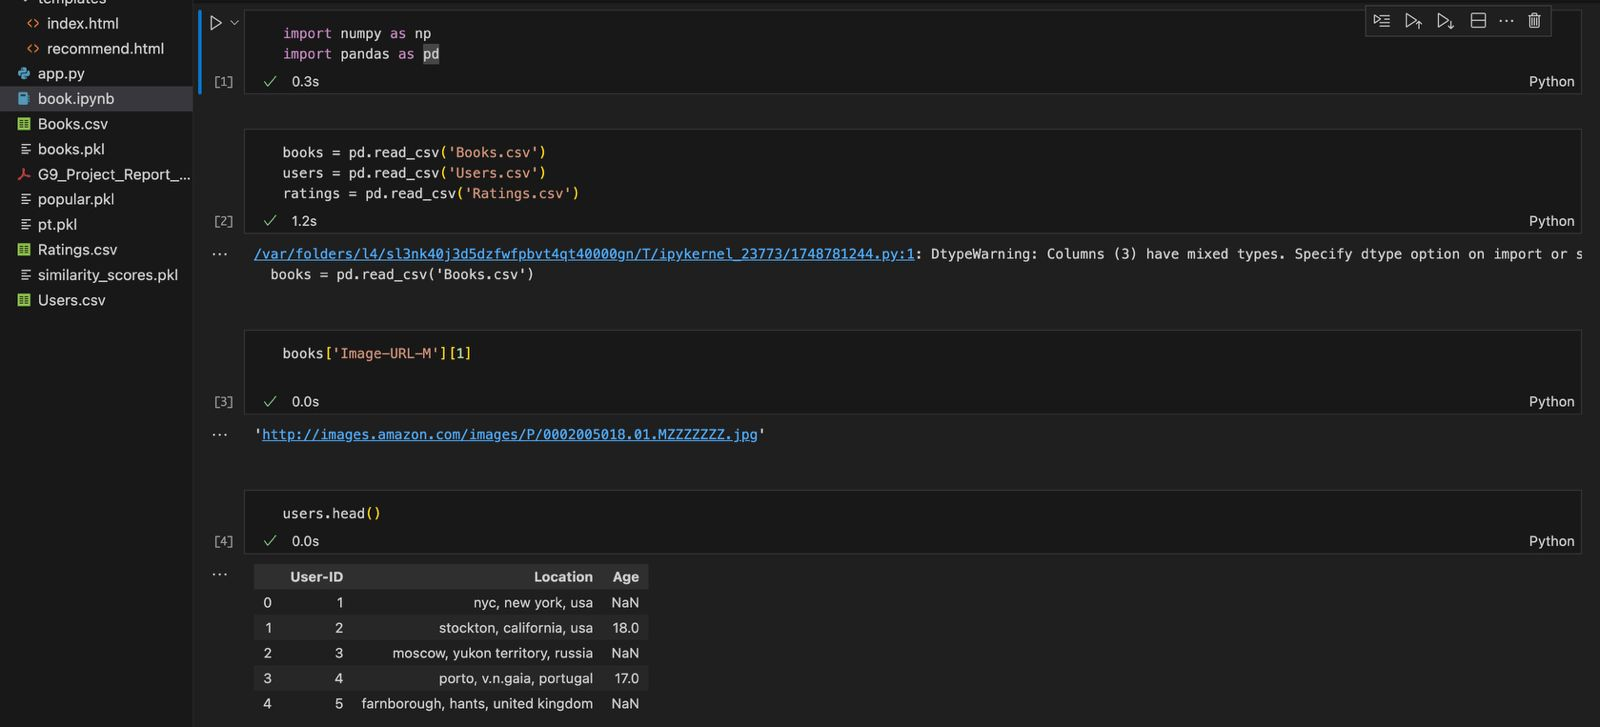 templates
index.html
recommend.html
app.py
book.ipynb
Books.csv
books.pkl
G9_Project_Report_...
popular.pkl
pt.pkl
Ratings.csv
similarity_scores.pkl
Users.csv
import numpy as np
import pandas as pd
[1] 0.3s Python
books = pd.read_csv('Books.csv')
users = pd.read_csv('Users.csv')
ratings = pd.read_csv('Ratings.csv')
[2] 1.2s Python
/var/folders/l4/sl3nk40j3d5dzfwfpbvt4qt40000gn/T/ipykernel_23773/1748781244.py:1: DtypeWarning: Columns (3) have mixed types. Specify dtype option on import or s
books = pd.read_csv('Books.csv')
books['Image-URL-M'][1]
[3] 0.0s Python
'http://images.amazon.com/images/P/0002005018.01.MZZZZZZZ.jpg'
users.head()
[4] 0.0s Python
User-ID Location Age
0 1 nyc, new york, usa NaN
1 2 stockton, california, usa 18.0
2 3 moscow, yukon territory, russia NaN
3 4 porto, v.n.gaia, portugal 17.0
4 5 farnborough, hants, united kingdom NaN